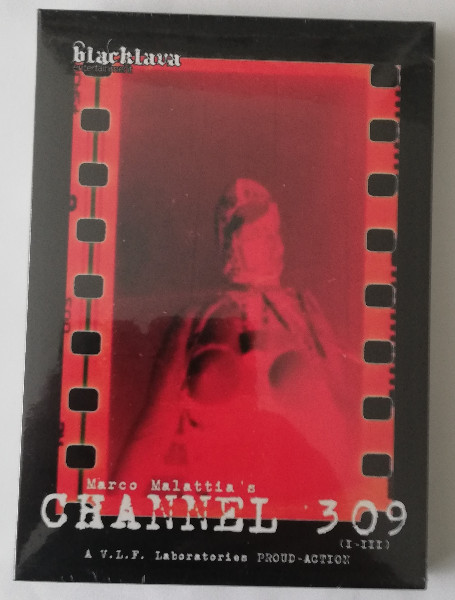 blacklava
entertainment
Marco Malattia's
CHANNEL 309
(I-III)
A V.L.F. Laboratories PROUD-ACTION